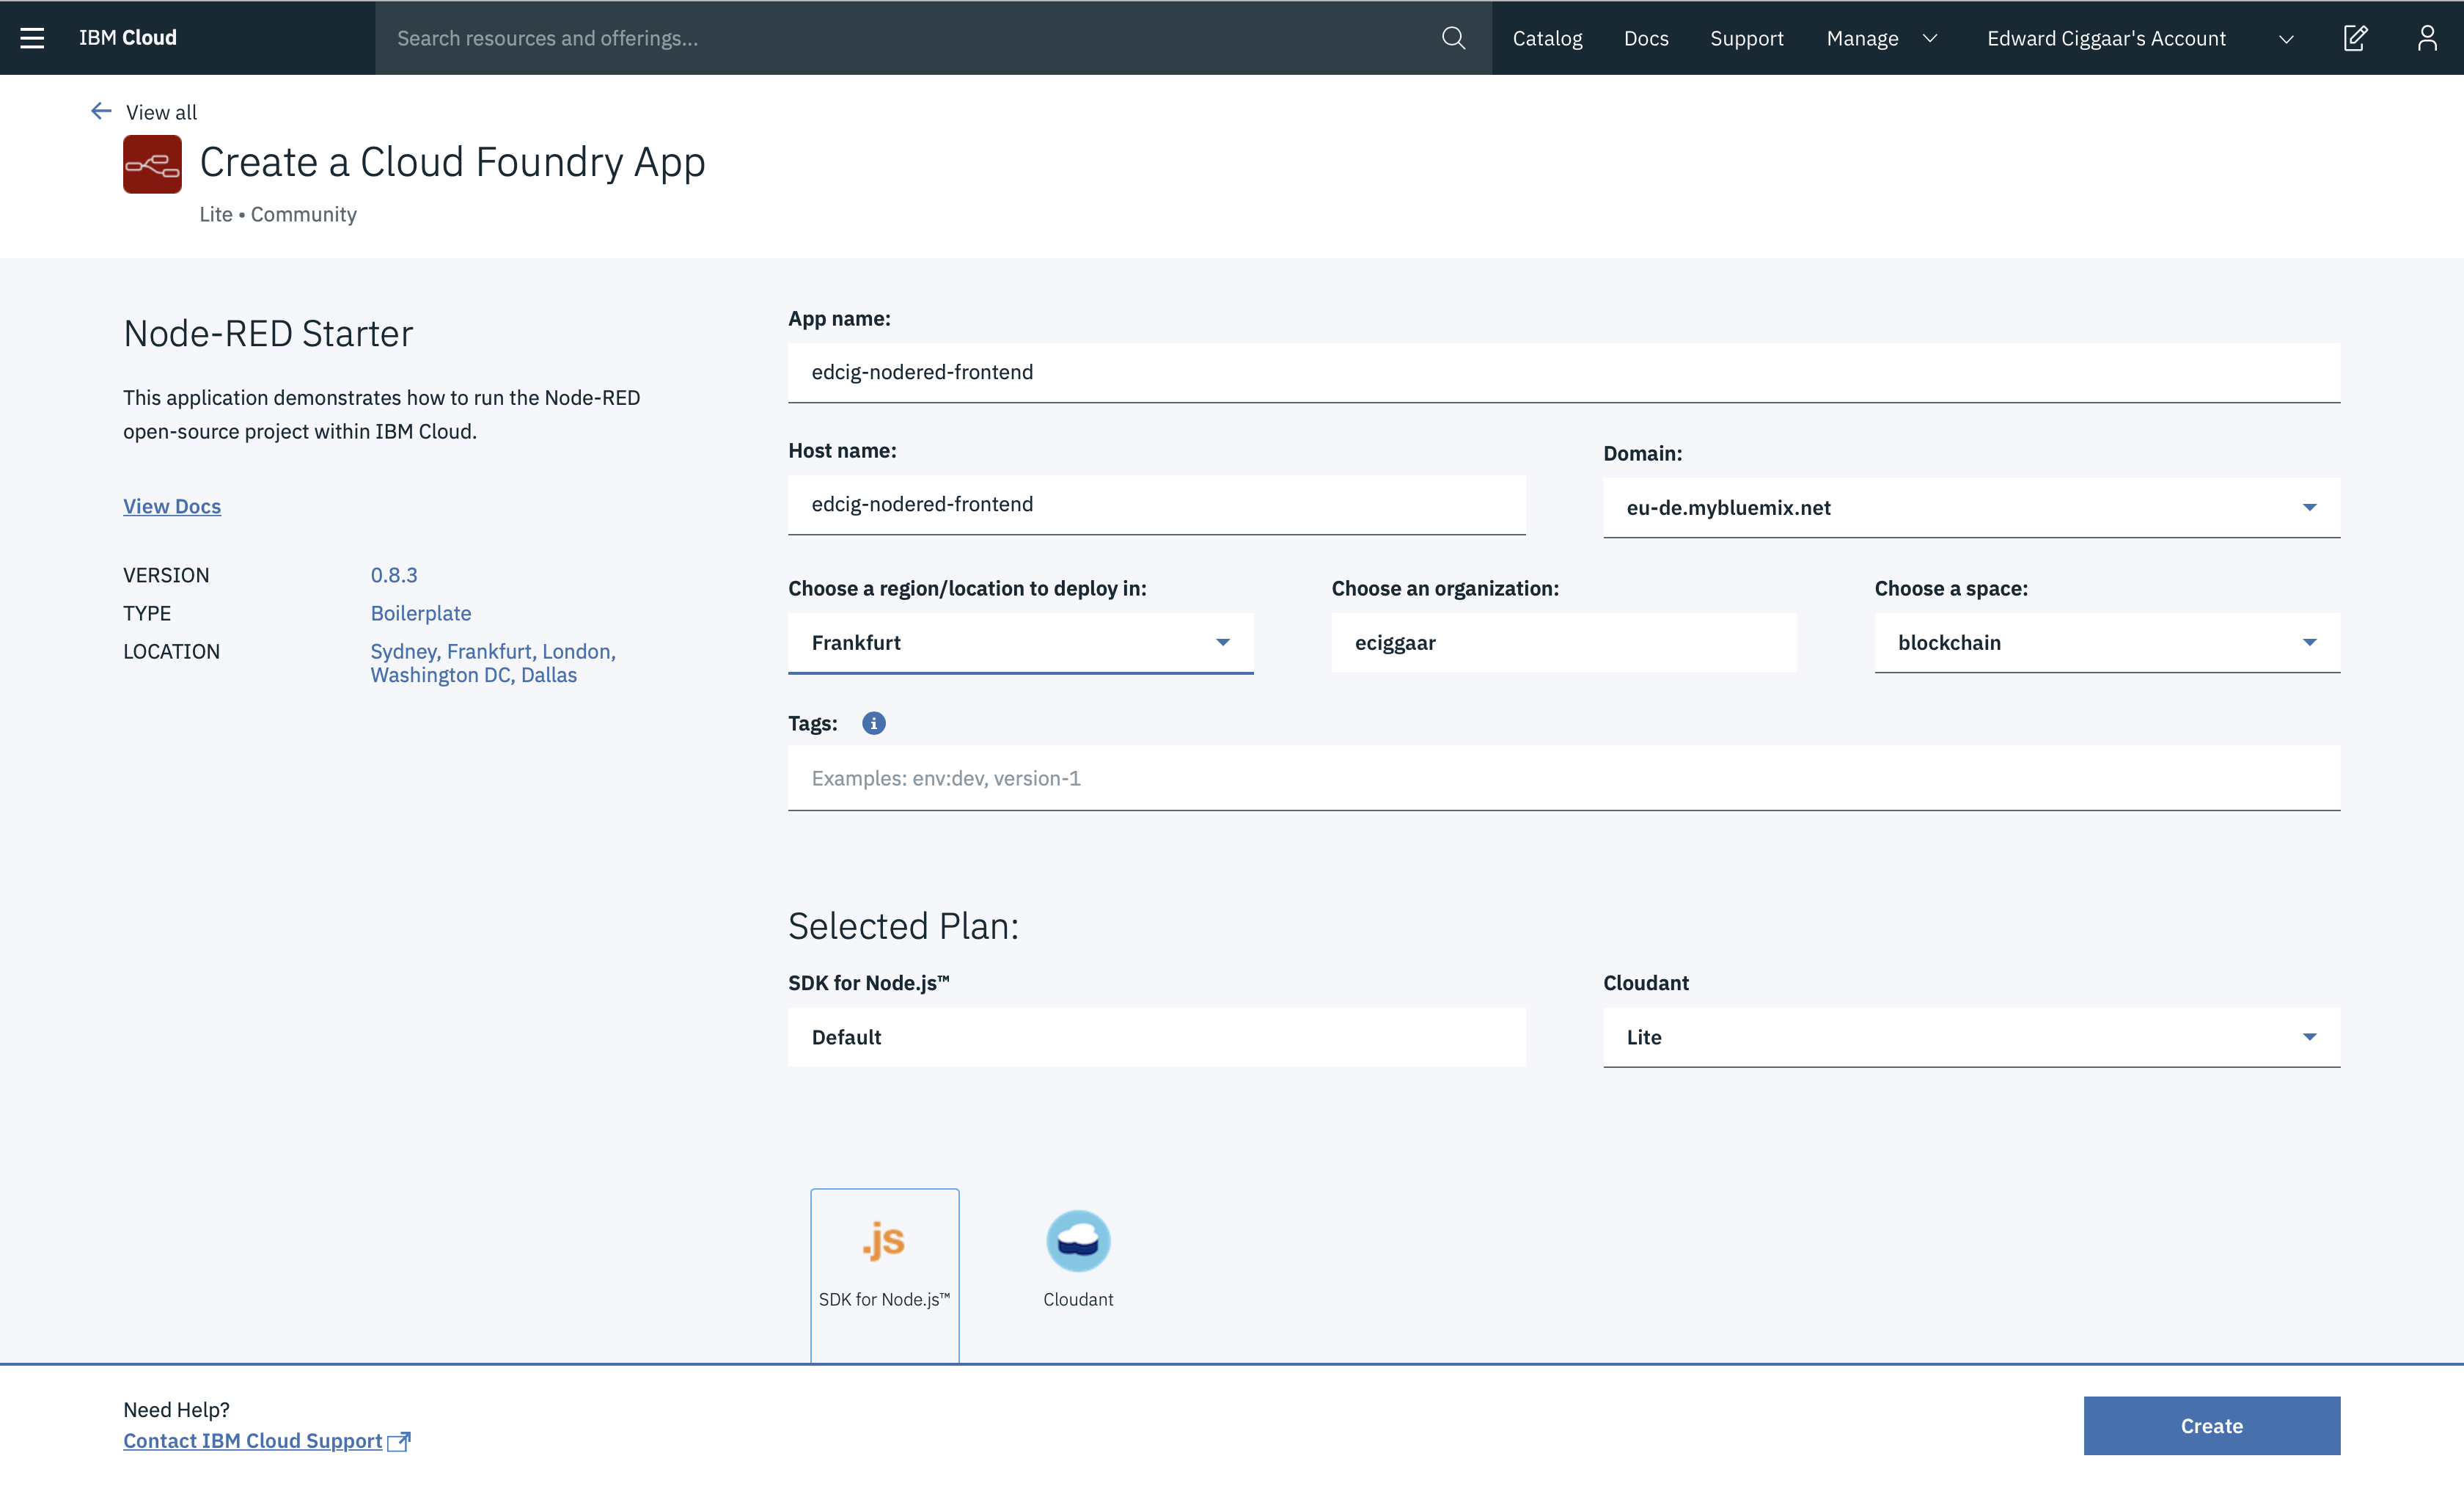 IBM Cloud
Search resources and offerings...
Catalog
Docs
Support
Manage
Edward Ciggaar's Account
View all
Create a Cloud Foundry App
Lite • Community
Node-RED Starter
This application demonstrates how to run the Node-RED
open-source project within IBM Cloud.
View Docs
VERSION 0.8.3
TYPE Boilerplate
LOCATION Sydney, Frankfurt, London,
Washington DC, Dallas
App name:
edcig-nodered-frontend
Host name:
edcig-nodered-frontend
Domain:
eu-de.mybluemix.net
Choose a region/location to deploy in:
Frankfurt
Choose an organization:
eciggaar
Choose a space:
blockchain
Tags:
Examples: env:dev, version-1
Selected Plan:
SDK for Node.js™
Default
Cloudant
Lite
.js
SDK for Node.js™
Cloudant
Need Help?
Contact IBM Cloud Support
Create